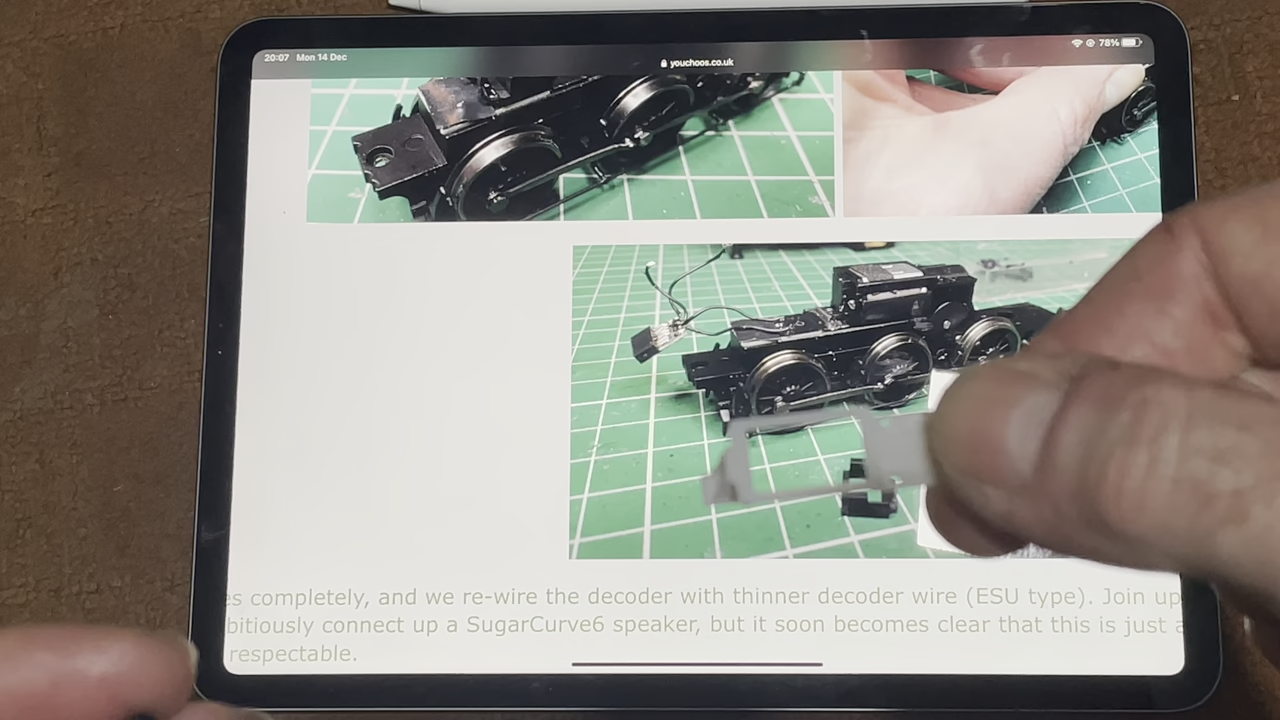 20:07 Mon 14 Dec
youchoos.co.uk
78%
es completely, and we re-wire the decoder with thinner decoder wire (ESU type). Join up
bitiously connect up a SugarCurve6 speaker, but it soon becomes clear that this is just a
respectable.